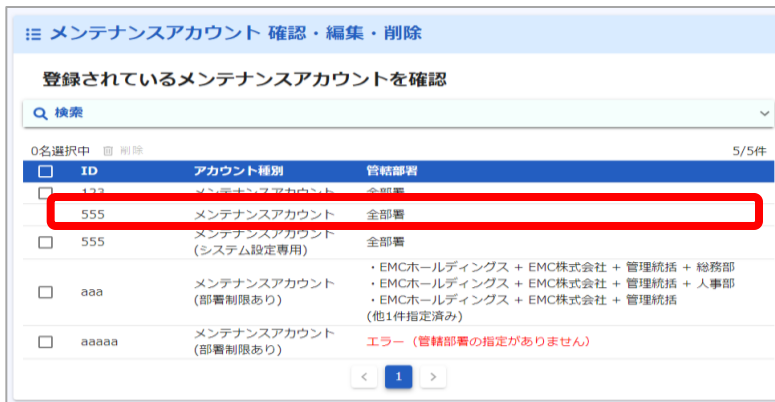 メンテナンスアカウント 確認・編集・削除
登録されているメンテナンスアカウントを確認
検索
0名選択中 削除 5/5件
ID アカウント種別 管轄部署
123 メンテナンスアカウント 全部署
555 メンテナンスアカウント 全部署
555 メンテナンスアカウント 全部署
(システム設定専用)
aaa メンテナンスアカウント
(部署制限あり)
・EMCホールディングス + EMC株式会社 + 管理統括 + 総務部
・EMCホールディングス + EMC株式会社 + 管理統括 + 人事部
・EMCホールディングス + EMC株式会社 + 管理統括
(他1件指定済み)
aaaaa メンテナンスアカウント
(部署制限あり)
エラー（管轄部署の指定がありません）
< 1 >